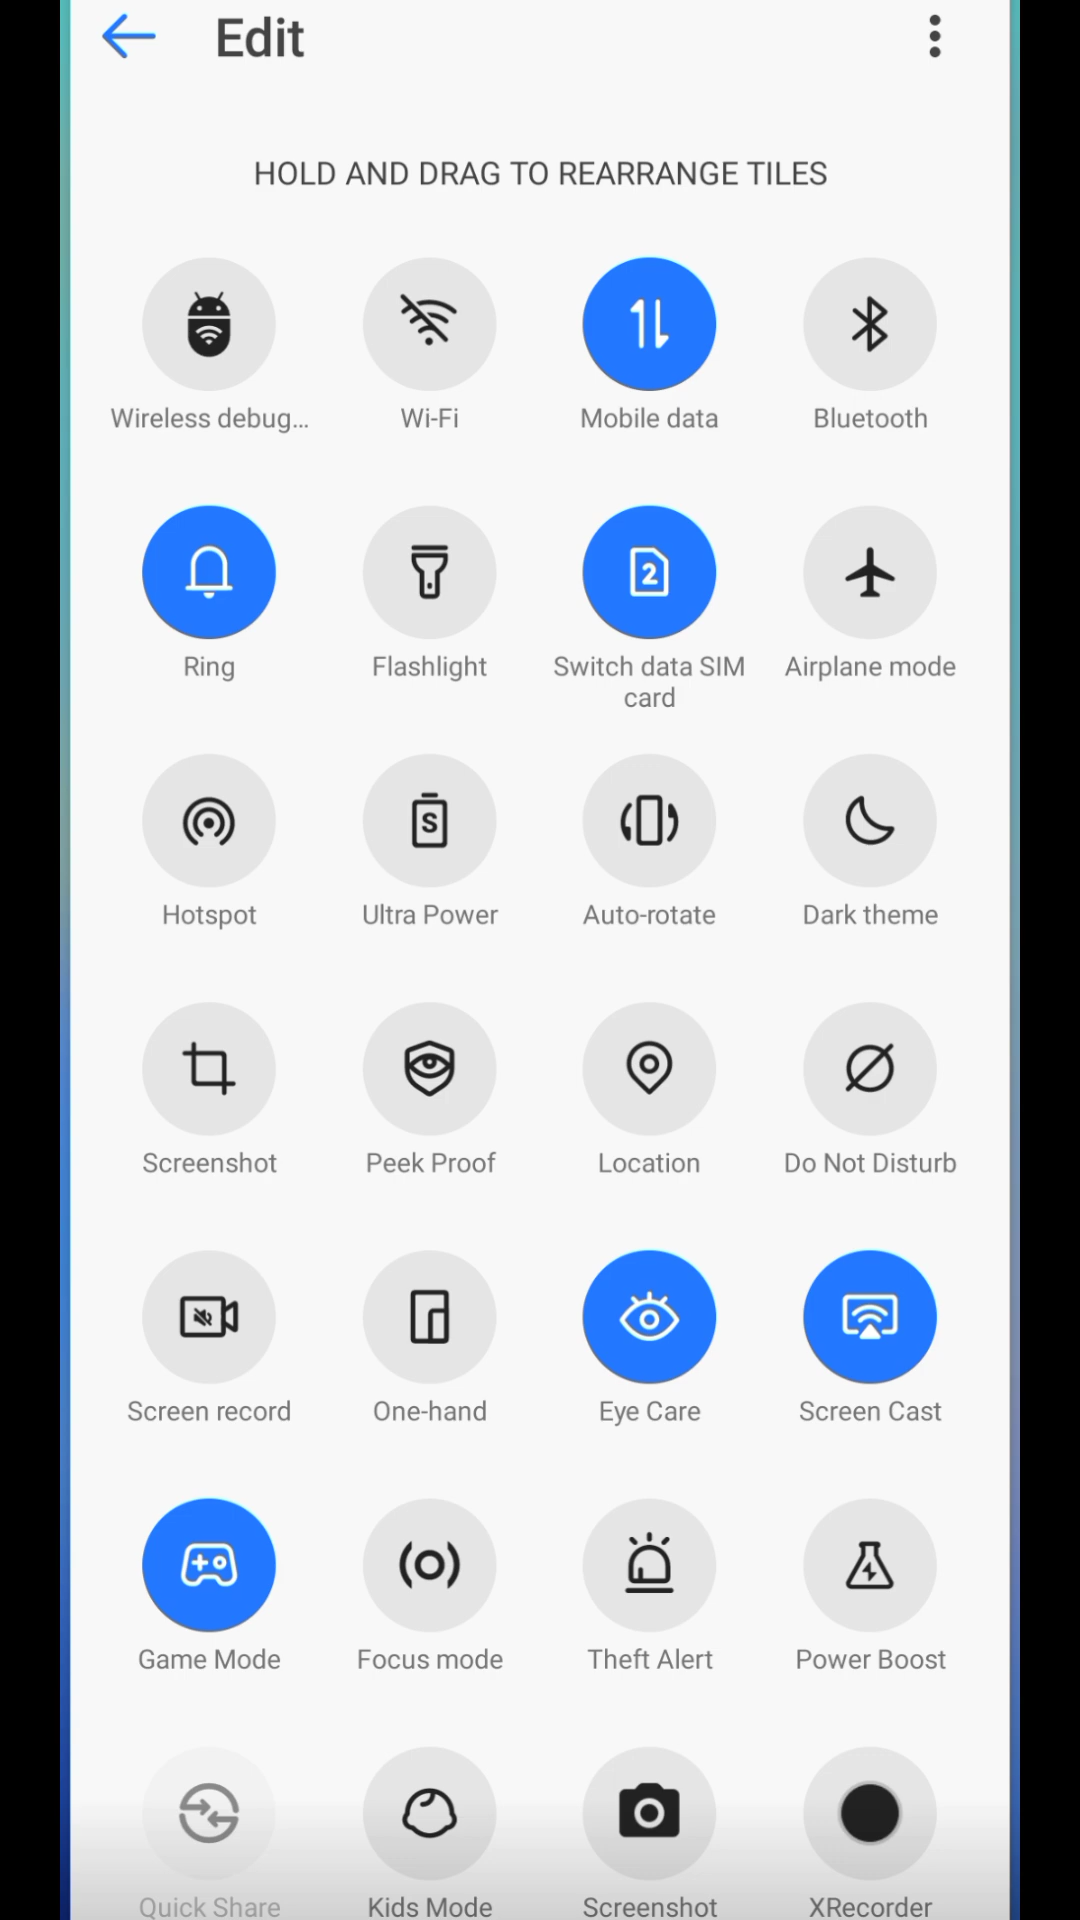 Edit
HOLD AND DRAG TO REARRANGE TILES
Wireless debug...
Wi-Fi
Mobile data
Bluetooth
Ring
Flashlight
2
Switch data SIM
card
Airplane mode
Hotspot
S
Ultra Power
Auto-rotate
Dark theme
Screenshot
Peek Proof
Location
Do Not Disturb
Screen record
One-hand
Eye Care
Screen Cast
Game Mode
Focus mode
Theft Alert
Power Boost
Quick Share
Kids Mode
Screenshot
XRecorder